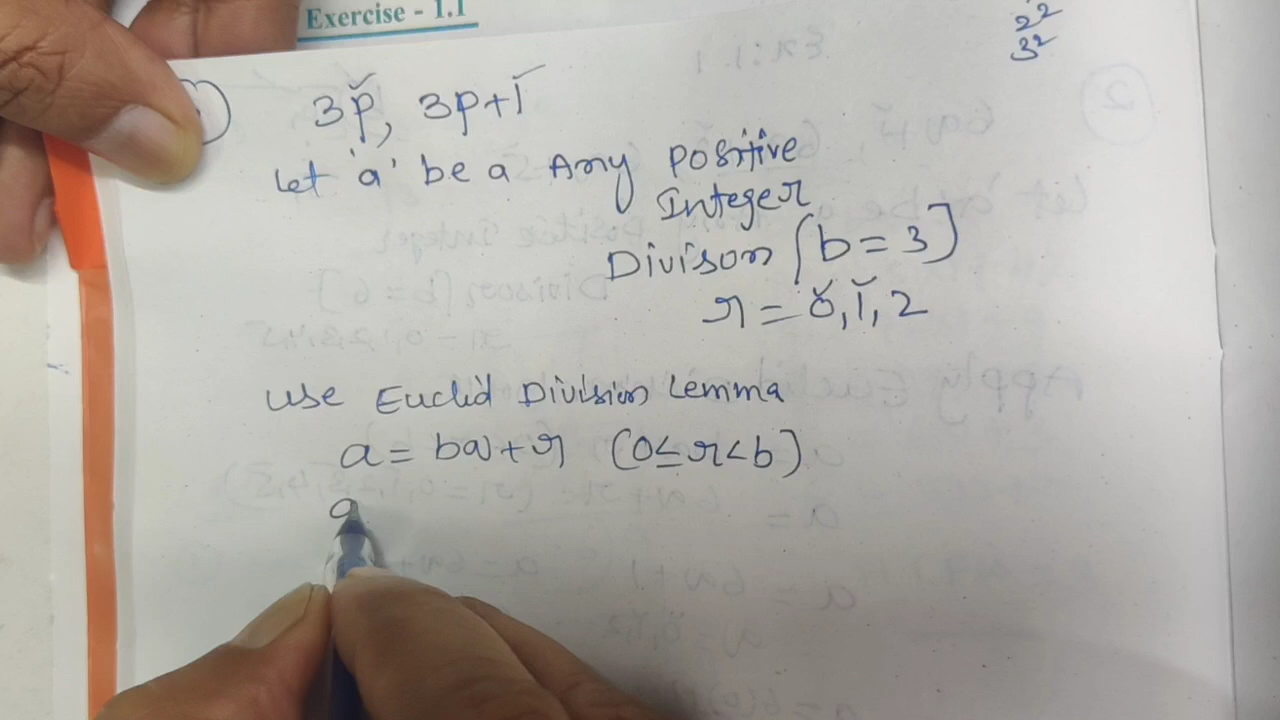 Exercise - 1.1
2²
3²
3p, 3p+1
Let 'a' be a Any Positive
Integer
Divison [b = 3]
r = 0, 1, 2
Use Euclid Division Lemma
a = bq + r (0 ≤ r < b)
a